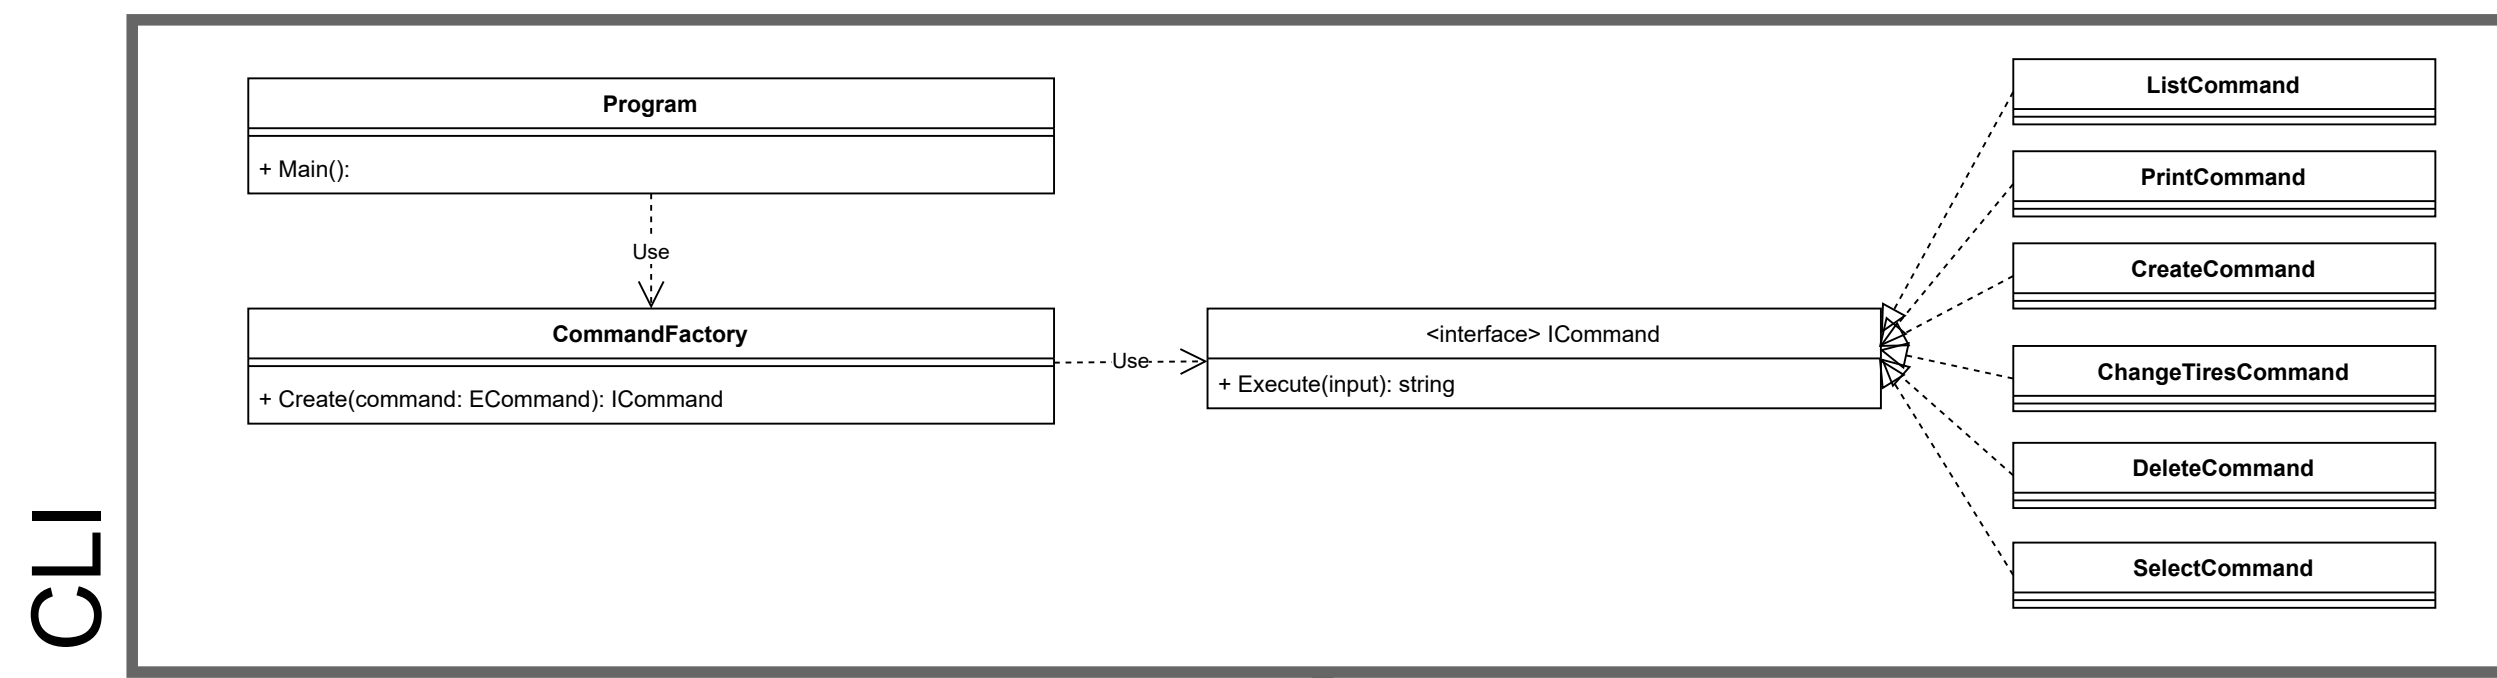 CLI
Program
+ Main():
Use
CommandFactory
+ Create(command: ECommand): ICommand
Use
<interface> ICommand
+ Execute(input): string
ListCommand
PrintCommand
CreateCommand
ChangeTiresCommand
DeleteCommand
SelectCommand